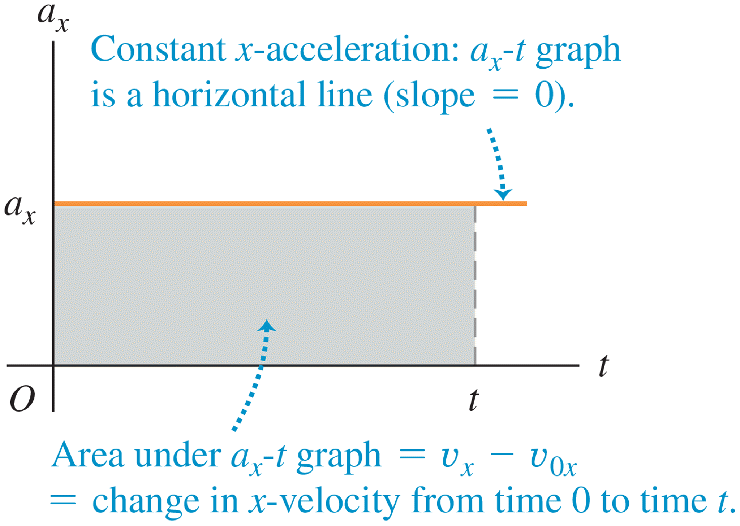 aₓ
Constant x-acceleration: aₓ-t graph
is a horizontal line (slope = 0).
aₓ
t
O
t
Area under aₓ-t graph = vₓ − v₀ₓ
= change in x-velocity from time 0 to time t.